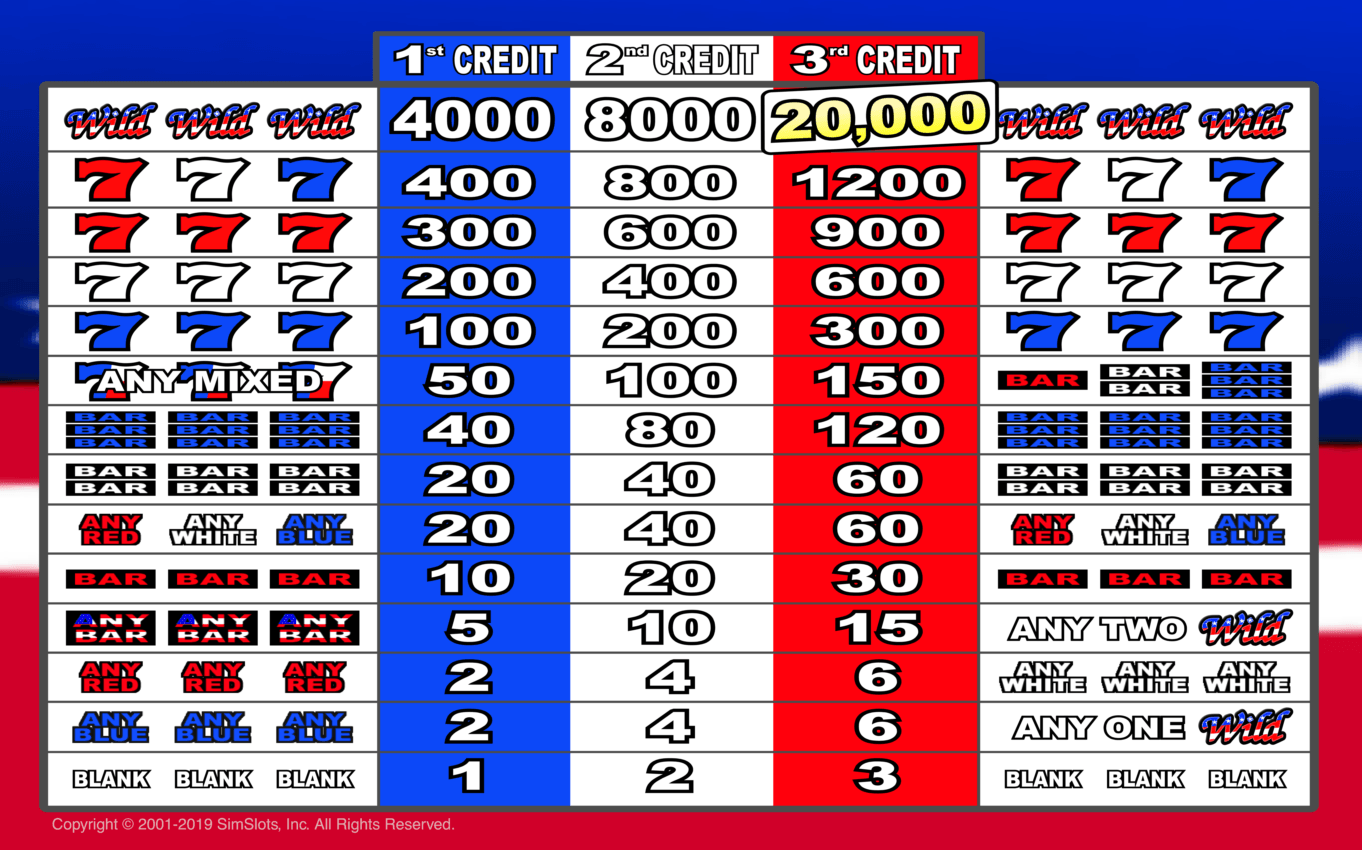 1st CREDIT 2nd CREDIT 3rd CREDIT
Wild Wild Wild 4000 8000 20,000 Wild Wild Wild
7 7 7 400 800 1200 7 7 7
7 7 7 300 600 900 7 7 7
7 7 7 200 400 600 7 7 7
7 7 7 100 200 300 7 7 7
7 7 7 ANY MIXED 50 100 150 BAR BAR BAR BAR BAR BAR
BAR BAR BAR BAR BAR BAR BAR BAR BAR 40 80 120 BAR BAR BAR BAR BAR BAR BAR BAR BAR
BAR BAR BAR BAR BAR BAR 20 40 60 BAR BAR BAR BAR BAR BAR
ANY RED ANY WHITE ANY BLUE 20 40 60 ANY RED ANY WHITE ANY BLUE
BAR BAR BAR 10 20 30 BAR BAR BAR
ANY BAR ANY BAR ANY BAR 5 10 15 ANY TWO Wild
ANY RED ANY RED ANY RED 2 4 6 ANY WHITE ANY WHITE ANY WHITE
ANY BLUE ANY BLUE ANY BLUE 2 4 6 ANY ONE Wild
BLANK BLANK BLANK 1 2 3 BLANK BLANK BLANK
Copyright © 2001-2019 SimSlots, Inc. All Rights Reserved.